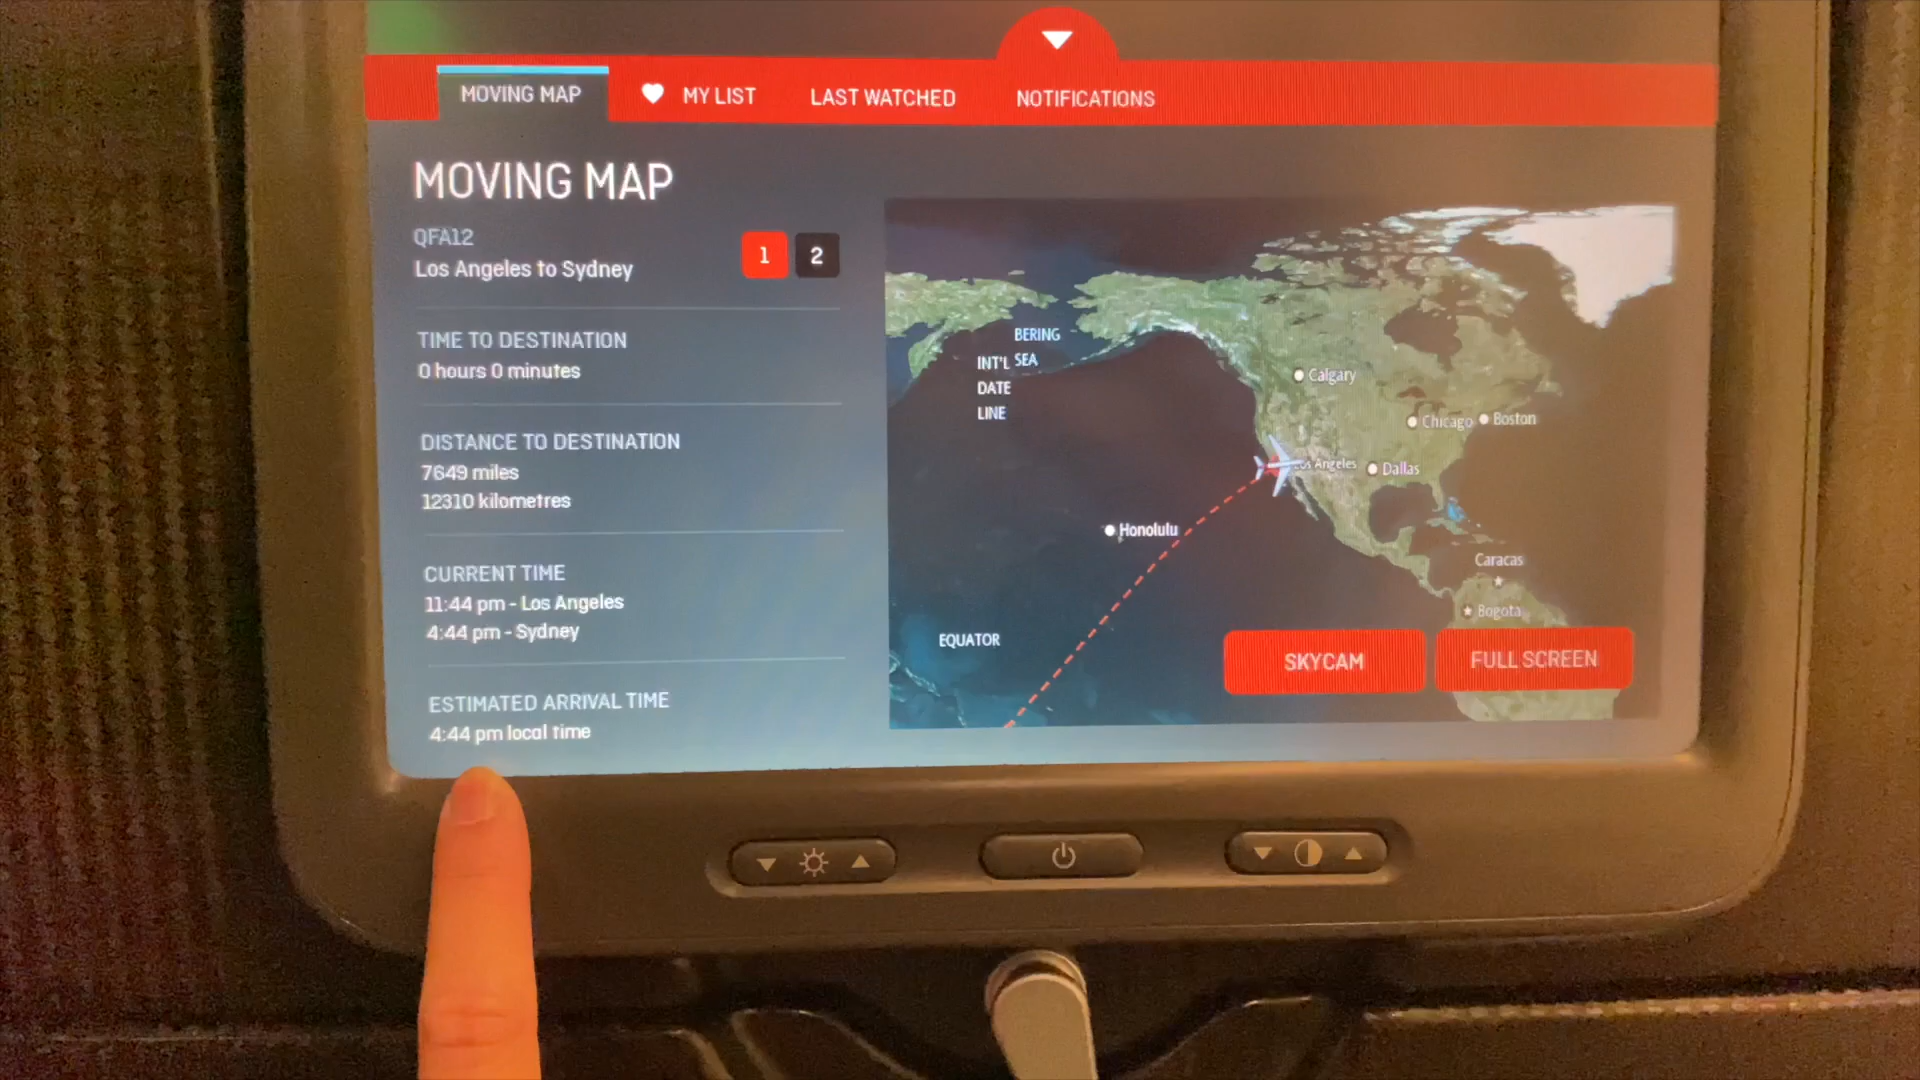 MOVING MAP
MY LIST
LAST WATCHED
NOTIFICATIONS
MOVING MAP
QFA12
Los Angeles to Sydney
1 2
TIME TO DESTINATION
0 hours 0 minutes
DISTANCE TO DESTINATION
7649 miles
12310 kilometres
CURRENT TIME
11:44 pm - Los Angeles
4:44 pm - Sydney
ESTIMATED ARRIVAL TIME
4:44 pm local time
BERING
SEA
INT'L
DATE
LINE
Calgary
Chicago
Boston
Los Angeles
Dallas
Honolulu
Caracas
Bogota
EQUATOR
SKYCAM
FULL SCREEN